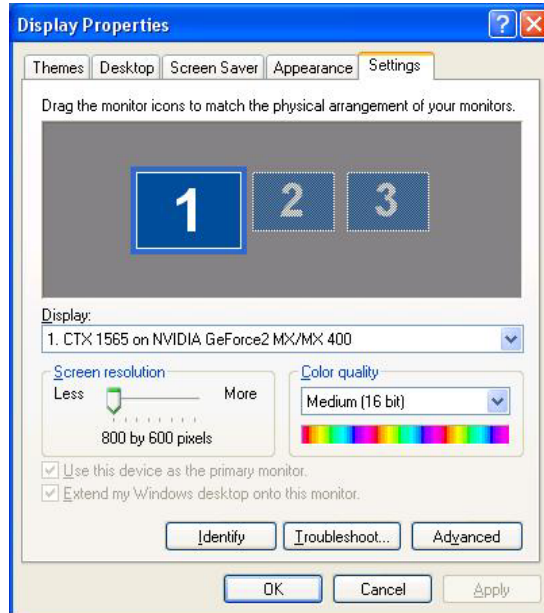 Display Properties
Themes Desktop Screen Saver Appearance Settings
Drag the monitor icons to match the physical arrangement of your monitors.
1 2 3
Display:
1. CTX 1565 on NVIDIA GeForce2 MX/MX 400
Screen resolution
Less More
800 by 600 pixels
Color quality
Medium (16 bit)
Use this device as the primary monitor.
Extend my Windows desktop onto this monitor.
Identify Troubleshoot... Advanced
OK Cancel Apply